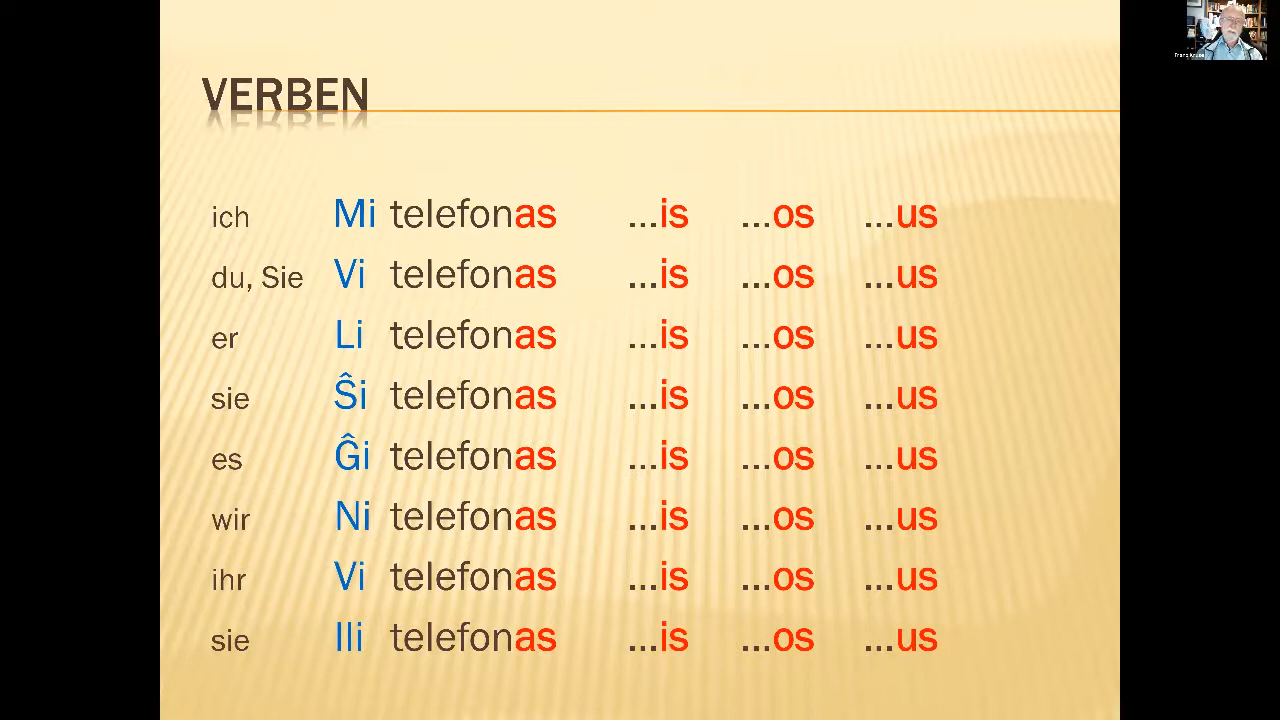 VERBEN
ich Mi telefonas ...is ...os ...us
du, Sie Vi telefonas ...is ...os ...us
er Li telefonas ...is ...os ...us
sie Ŝi telefonas ...is ...os ...us
es Ĝi telefonas ...is ...os ...us
wir Ni telefonas ...is ...os ...us
ihr Vi telefonas ...is ...os ...us
sie Ili telefonas ...is ...os ...us
Franz Kruse